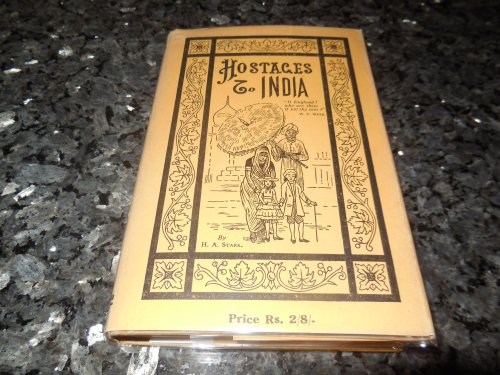 HOSTAGES
To INDIA
"O England!
who are these
if not thy sons?"
By
H. A. STARK.
Price Rs. 2/8/-